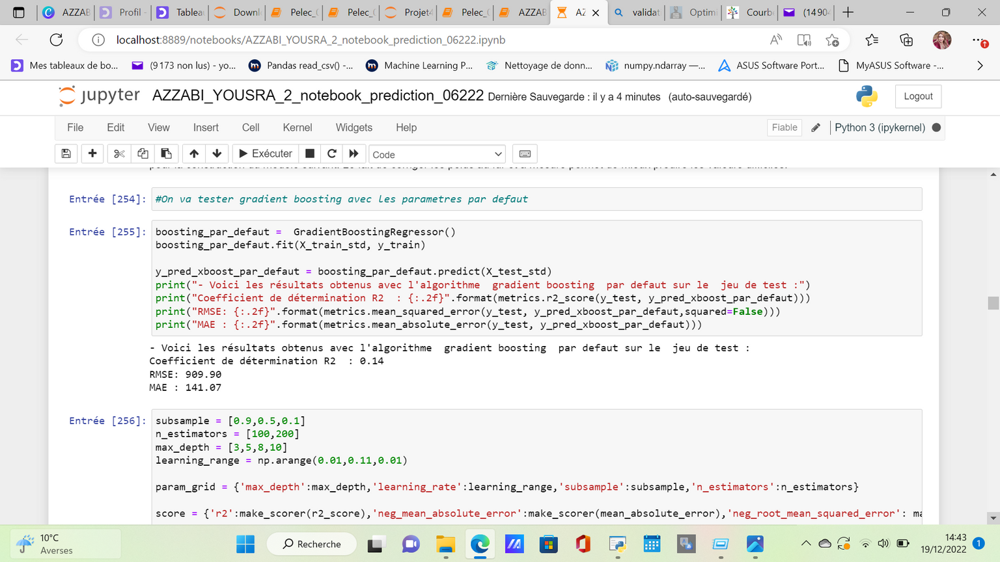 AZZAB
Profil
Tableau
Downl
Pelec_
Pelec_
Projet4
Pelec_
AZZAB
AZ
validat
Optimi
Courb
(14 904
localhost:8889/notebooks/AZZABI_YOUSRA_2_notebook_prediction_06222.ipynb
Mes tableaux de bo...
(9 173 non lus) - yo...
Pandas read_csv() -...
Machine Learning P...
Nettoyage de donn...
numpy.ndarray —...
ASUS Software Port...
MyASUS Software -...
jupyter AZZABI_YOUSRA_2_notebook_prediction_06222 Dernière Sauvegarde : il y a 4 minutes (auto-sauvegardé)
Logout
File Edit View Insert Cell Kernel Widgets Help
Fiable
Python 3 (ipykernel)
Exécuter
Code
Entrée [254]: #On va tester gradient boosting avec les parametres par defaut
Entrée [255]: boosting_par_defaut =  GradientBoostingRegressor()
boosting_par_defaut.fit(X_train_std, y_train)
y_pred_xboost_par_defaut = boosting_par_defaut.predict(X_test_std)
print("- Voici les résultats obtenus avec l'algorithme  gradient boosting  par defaut sur le  jeu de test :")
print("Coefficient de détermination R2  : {:.2f}".format(metrics.r2_score(y_test, y_pred_xboost_par_defaut)))
print("RMSE: {:.2f}".format(metrics.mean_squared_error(y_test, y_pred_xboost_par_defaut,squared=False)))
print("MAE : {:.2f}".format(metrics.mean_absolute_error(y_test, y_pred_xboost_par_defaut)))
- Voici les résultats obtenus avec l'algorithme  gradient boosting  par defaut sur le  jeu de test :
Coefficient de détermination R2  : 0.14
RMSE: 909.90
MAE : 141.07
Entrée [256]: subsample = [0.9,0.5,0.1]
n_estimators = [100,200]
max_depth = [3,5,8,10]
learning_range = np.arange(0.01,0.11,0.01)
param_grid = {'max_depth':max_depth,'learning_rate':learning_range,'subsample':subsample,'n_estimators':n_estimators}
score = {'r2':make_scorer(r2_score),'neg_mean_absolute_error':make_scorer(mean_absolute_error),'neg_root_mean_squared_error': ma
10°C
Averses
Recherche
14:43
19/12/2022
1